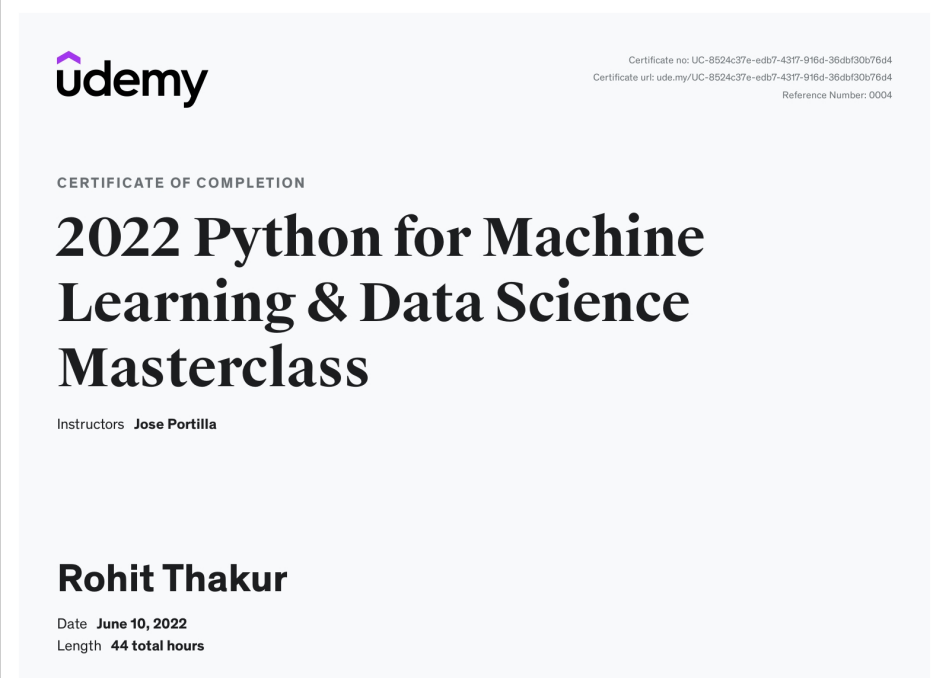 udemy
Certificate no: UC-8524c37e-edb7-4317-916d-36dbf30b76d4
Certificate url: ude.my/UC-8524c37e-edb7-4317-916d-36dbf30b76d4
Reference Number: 0004
CERTIFICATE OF COMPLETION
2022 Python for Machine
Learning & Data Science
Masterclass
Instructors Jose Portilla
Rohit Thakur
Date June 10, 2022
Length 44 total hours